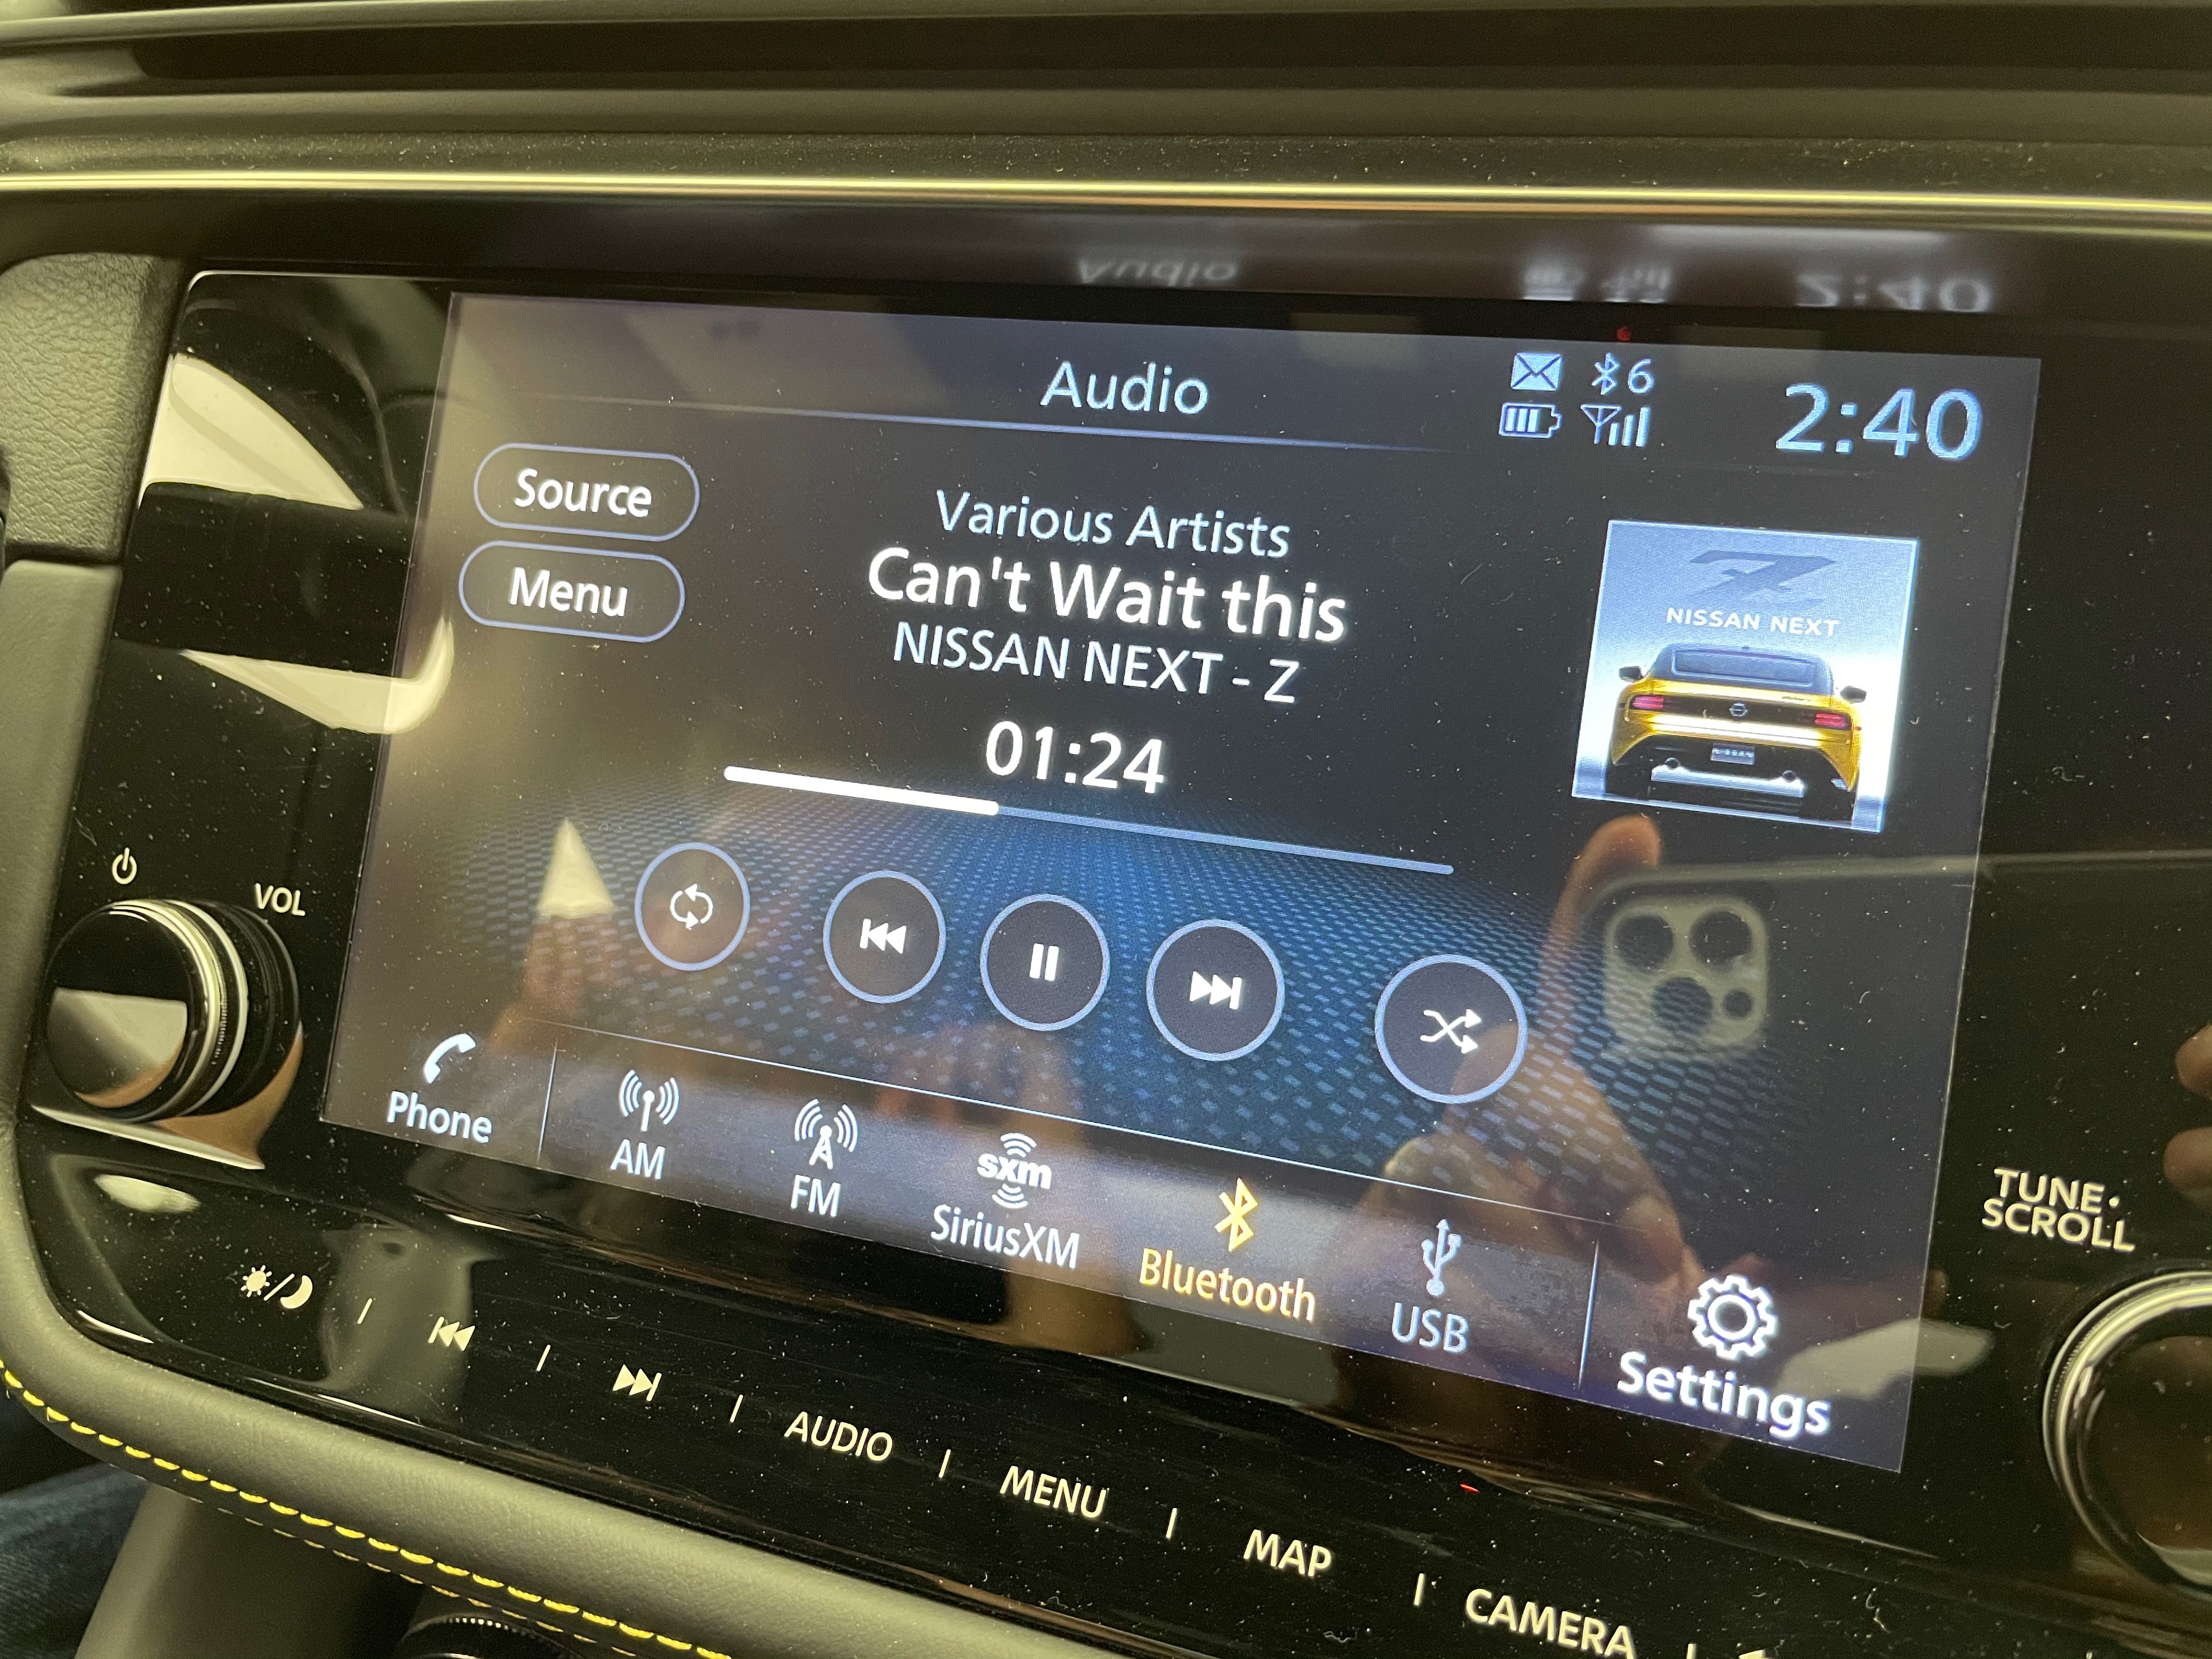 Audio
6
2:40
Source
Menu
Various Artists
Can't Wait this
NISSAN NEXT - Z
01:24
Z
NISSAN NEXT
NISSAN
VOL
Phone
AM
FM
sxm
SiriusXM
Bluetooth
USB
Settings
TUNE·
SCROLL
AUDIO
MENU
MAP
CAMERA